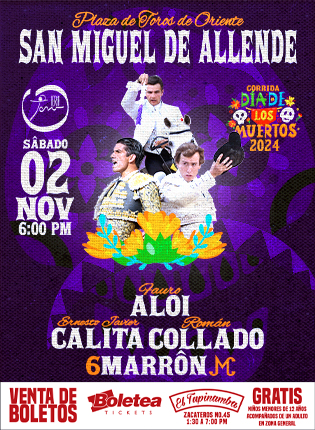 Plaza de Toros de Oriente
SAN MIGUEL DE ALLENDE
CORRIDA
DIA DE
LOS
MUERTOS
2024
SÁBADO
02
NOV
6:00 PM
Fauro
ALOI
Ernesto Javier Román
CALITA COLLADO
6 MARRÔN
VENTA DE
BOLETOS
Boletea
TICKETS
El Tupinamba
ZACATEROS NO.45
1:30 A 7:00 PM
GRATIS
NIÑOS MENORES DE 12 AÑOS
ACOMPAÑADOS DE UN ADULTO
EN ZONA GENERAL